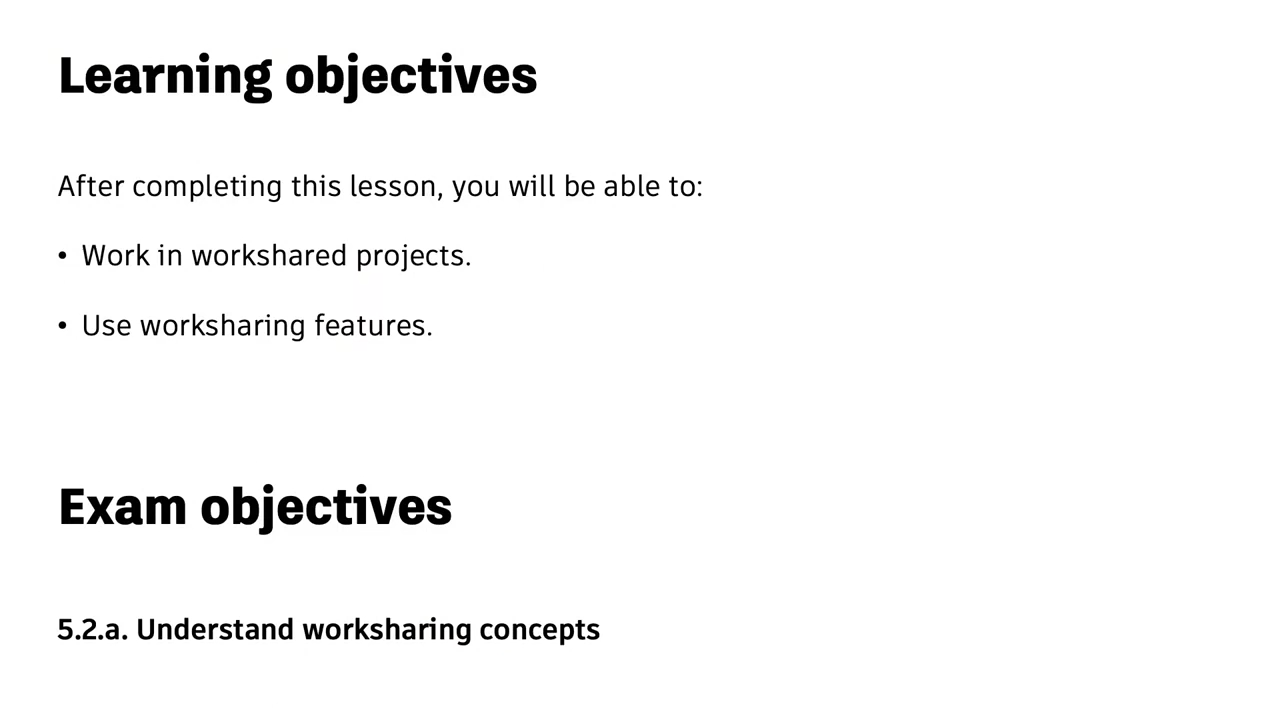 Learning objectives
After completing this lesson, you will be able to:
• Work in workshared projects.
• Use worksharing features.
Exam objectives
5.2.a. Understand worksharing concepts